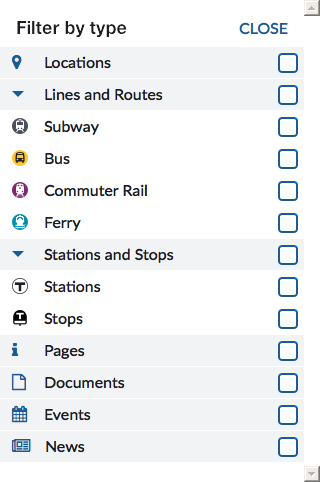 Filter by type CLOSE
Locations
Lines and Routes
Subway
Bus
Commuter Rail
Ferry
Stations and Stops
T Stations
Stops
Pages
Documents
Events
News